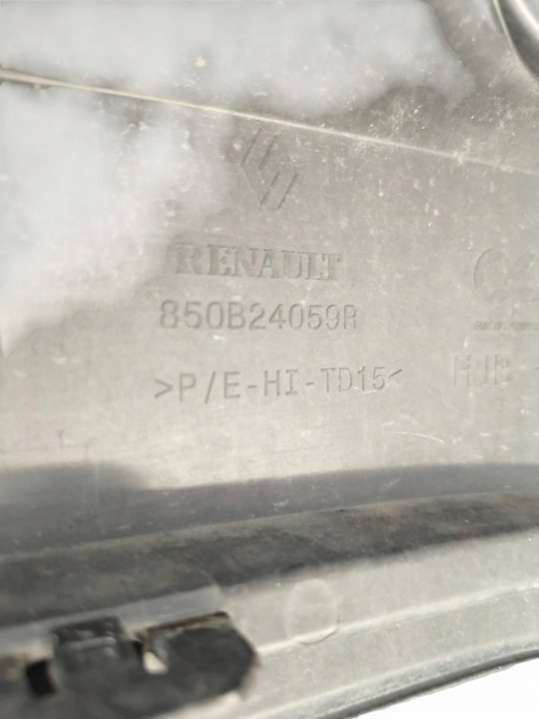 RENAULT
850B24059R
>P/E-HI-TD15<